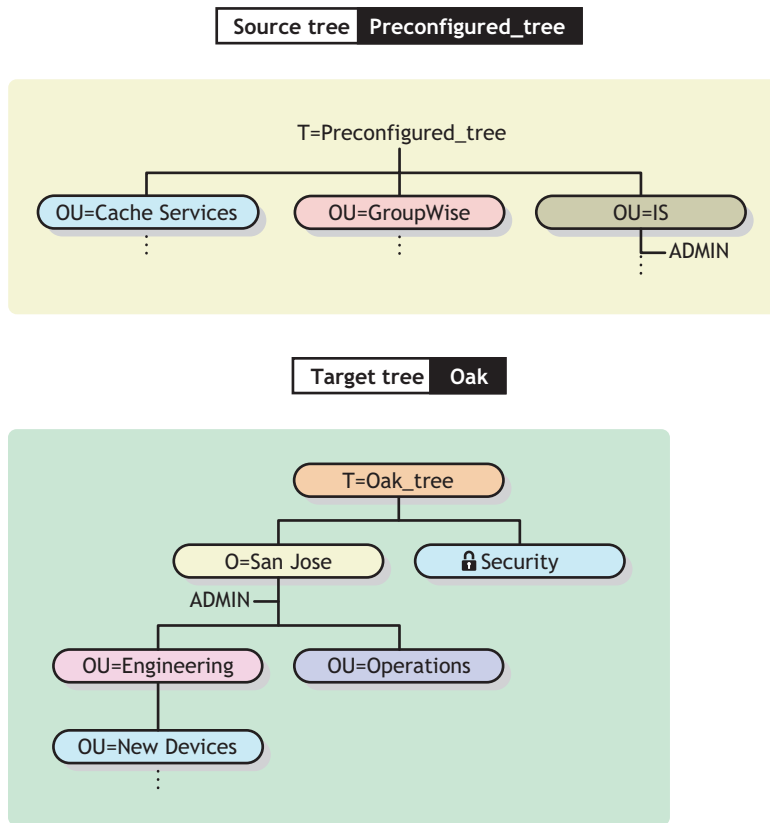 Source tree Preconfigured_tree
T=Preconfigured_tree
OU=Cache Services OU=GroupWise OU=IS
ADMIN
Target tree Oak
T=Oak_tree
O=San Jose Security
ADMIN
OU=Engineering OU=Operations
OU=New Devices